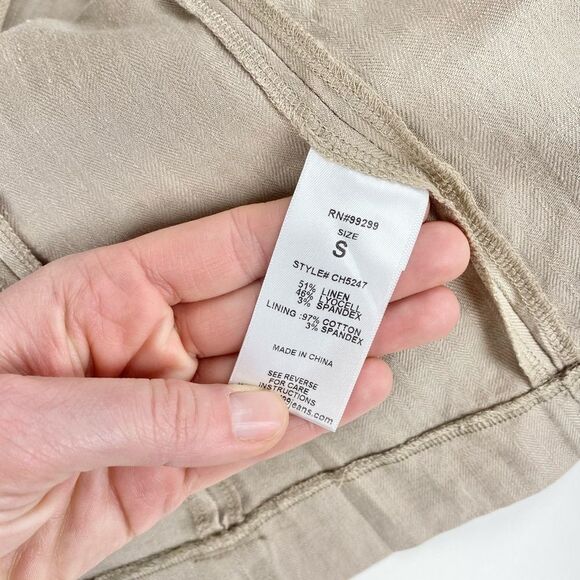 RN#99299
SIZE
S
STYLE# CH5247
51% LINEN
46% LYOCELL
3% SPANDEX
LINING :97% COTTON
3% SPANDEX
MADE IN CHINA
SEE REVERSE
FOR CARE
INSTRUCTIONS